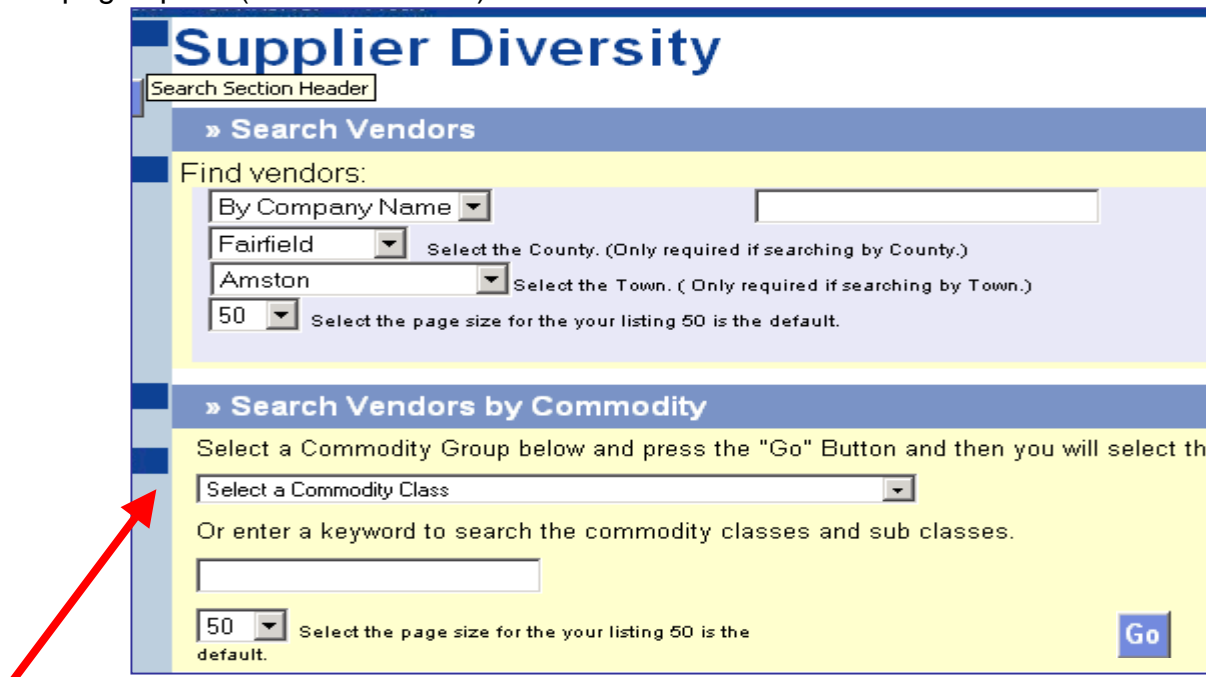 Supplier Diversity
Search Section Header
» Search Vendors
Find vendors:
By Company Name
Fairfield Select the County. (Only required if searching by County.)
Amston Select the Town. ( Only required if searching by Town.)
50 Select the page size for the your listing 50 is the default.
» Search Vendors by Commodity
Select a Commodity Group below and press the "Go" Button and then you will select th
Select a Commodity Class
Or enter a keyword to search the commodity classes and sub classes.
50 Select the page size for the your listing 50 is the
default.
Go